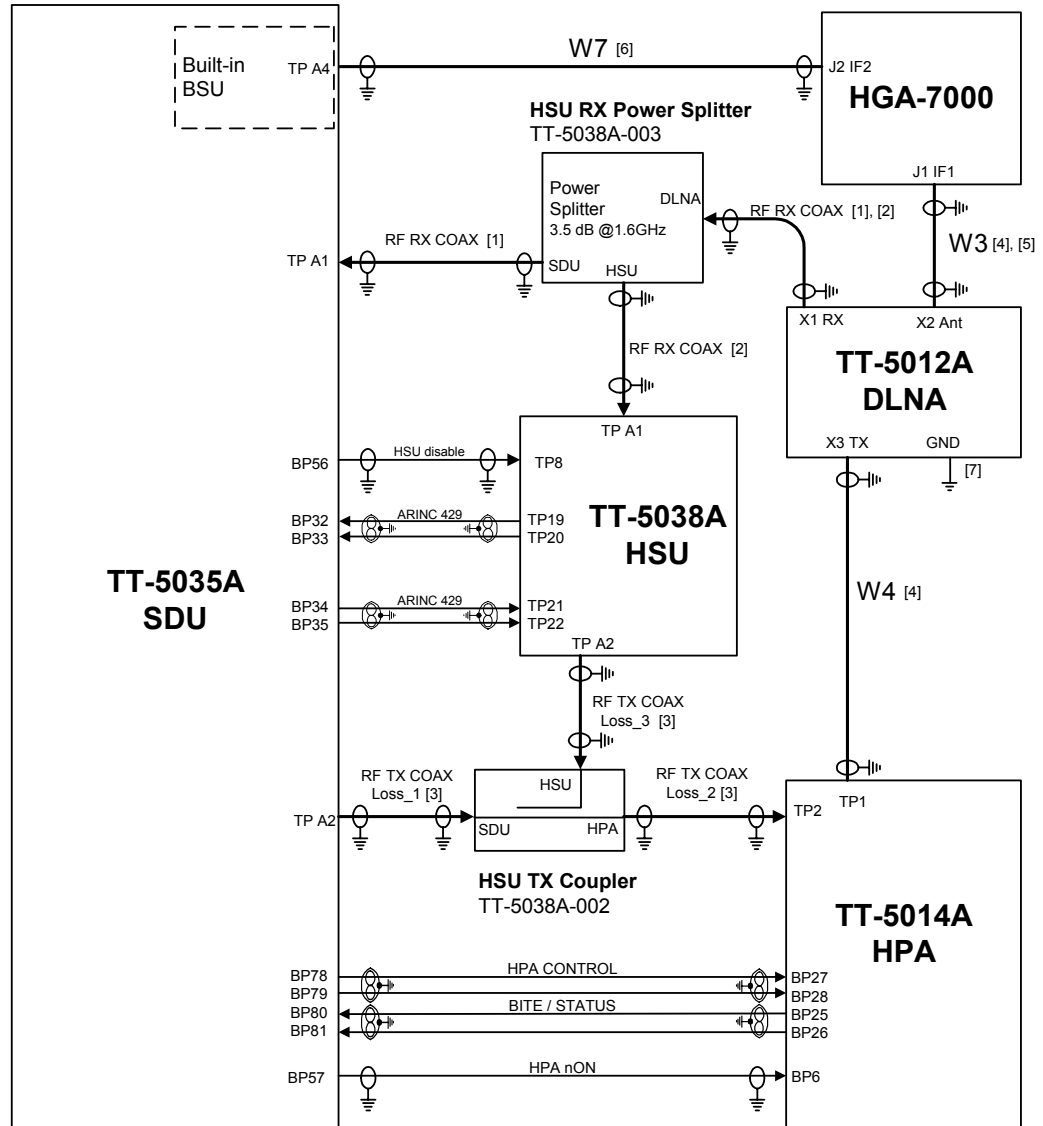 Built-in
BSU
TP A4
W7 [6]
J2 IF2
HGA-7000
J1 IF1
HSU RX Power Splitter
TT-5038A-003
Power
Splitter
3.5 dB @1.6GHz
DLNA
SDU
HSU
RF RX COAX [1], [2]
RF RX COAX [1]
TP A1
W3 [4], [5]
X1 RX
X2 Ant
TT-5012A
DLNA
X3 TX
GND
[7]
RF RX COAX [2]
TP A1
BP56
HSU disable
TP8
BP32
BP33
ARINC 429
TP19
TP20
TT-5038A
HSU
BP34
BP35
ARINC 429
TP21
TP22
TP A2
TT-5035A
SDU
W4 [4]
RF TX COAX
Loss_3 [3]
RF TX COAX
Loss_1 [3]
HSU
RF TX COAX
Loss_2 [3]
TP A2
SDU
HPA
TP2
TP1
HSU TX Coupler
TT-5038A-002
TT-5014A
HPA
BP78
BP79
HPA CONTROL
BP27
BP28
BP80
BP81
BITE / STATUS
BP25
BP26
BP57
HPA nON
BP6